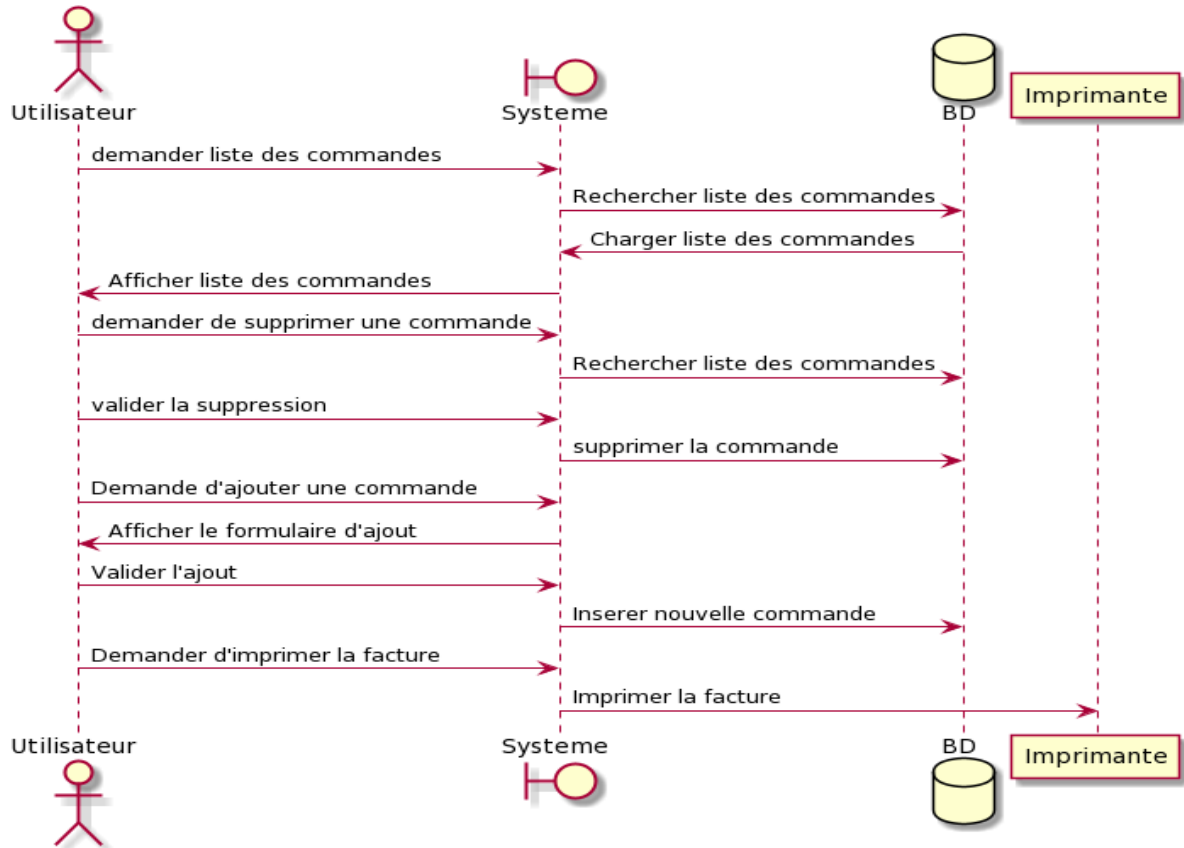 Utilisateur
Systeme
BD
Imprimante
demander liste des commandes
Rechercher liste des commandes
Charger liste des commandes
Afficher liste des commandes
demander de supprimer une commande
Rechercher liste des commandes
valider la suppression
supprimer la commande
Demande d'ajouter une commande
Afficher le formulaire d'ajout
Valider l'ajout
Inserer nouvelle commande
Demander d'imprimer la facture
Imprimer la facture
Utilisateur
Systeme
BD
Imprimante